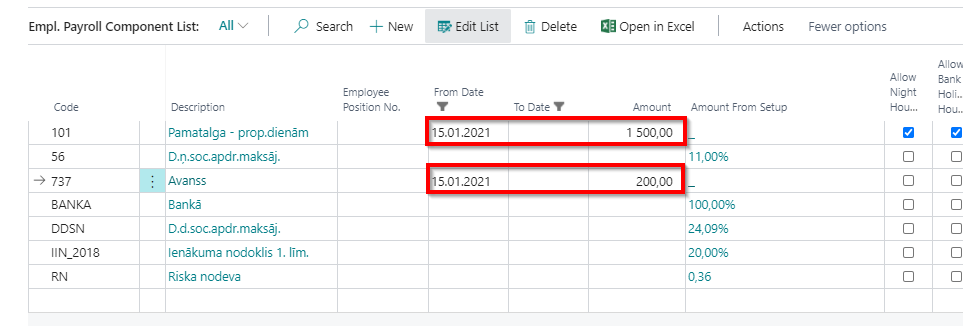 Empl. Payroll Component List: All Search + New Edit List Delete Open in Excel Actions Fewer options
Code Description Employee Position No. From Date To Date Amount Amount From Setup Allow Night Hou... Allow Bank Holi... Hou...
101 Pamatalga - prop.dienām 15.01.2021 1 500,00 _
56 D.ņ.soc.apdr.maksāj. 11,00%
737 Avanss 15.01.2021 200,00 _
BANKA Bankā 100,00%
DDSN D.d.soc.apdr.maksāj. 24,09%
IIN_2018 Ienākuma nodoklis 1. līm. 20,00%
RN Riska nodeva 0,36